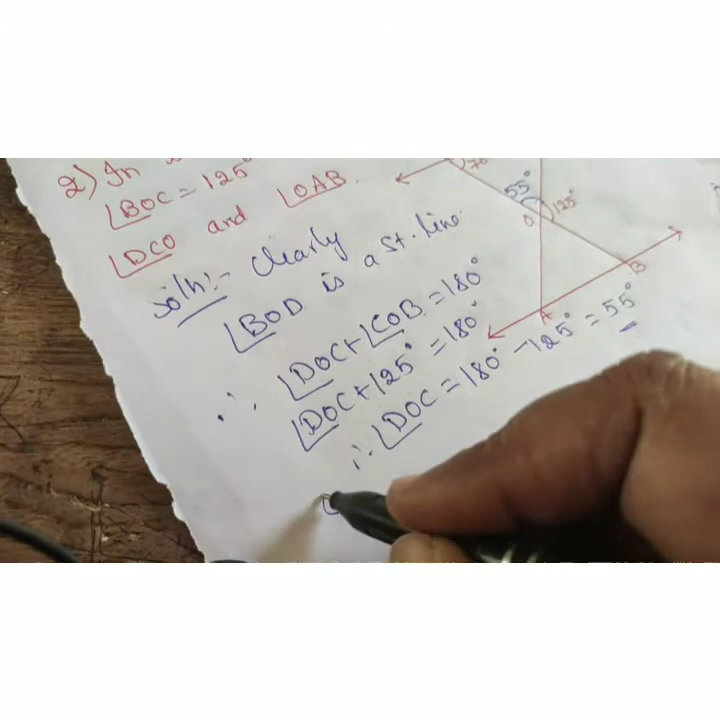 2) In
∠BOC = 125°
∠DCO and ∠OAB.
Soln:- Clearly
∠BOD is a st. line.
∴ ∠DOC + ∠COB = 180°
∠DOC + 125° = 180°
∴ ∠DOC = 180° - 125° = 55°
70
55°
125°
O
B
A